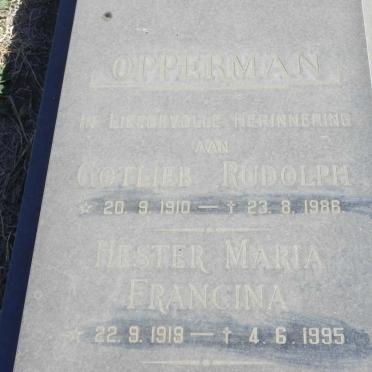 OPPERMAN
IN LIEFDEVOLLE HERINNERING
AAN
GOTLIEB RUDOLPH
☆ 20. 9. 1910 — † 23. 8. 1986.
HESTER MARIA
FRANCINA
☆ 22. 9. 1919 — † 4. 6. 1995